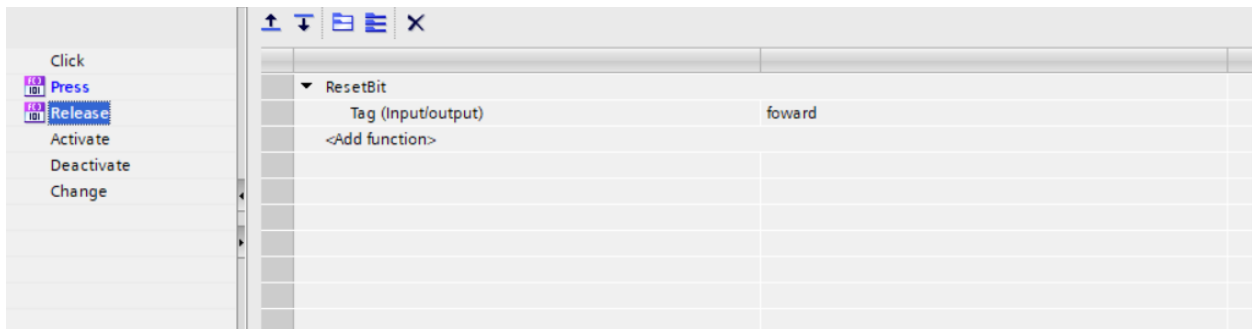 Click
Press
Release
Activate
Deactivate
Change
ResetBit
Tag (Input/output) foward
<Add function>